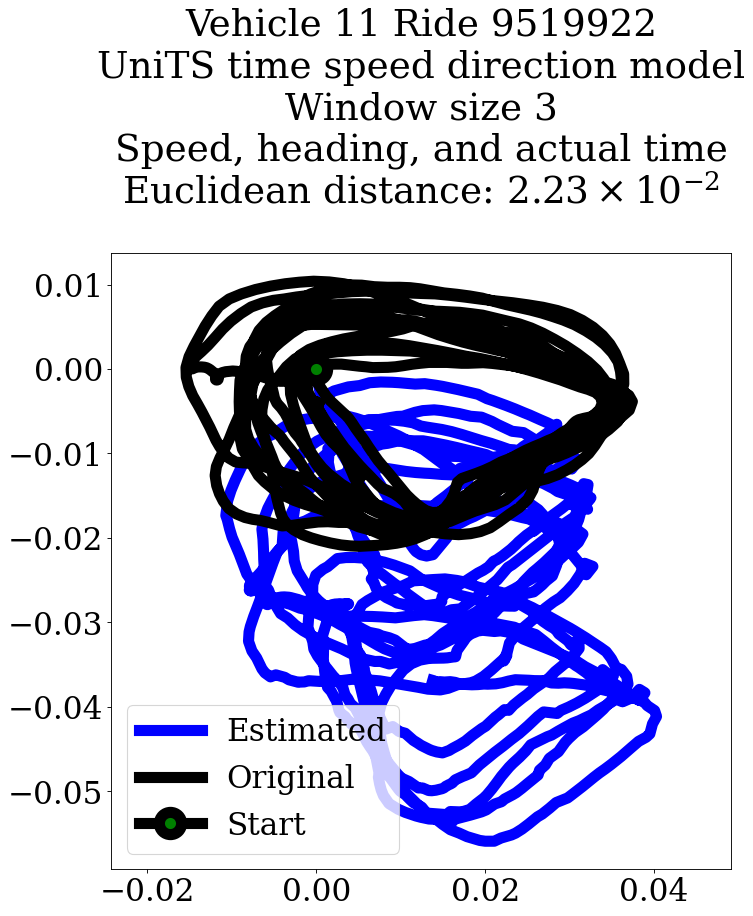 Vehicle 11 Ride 9519922
UniTS time speed direction model
Window size 3
Speed, heading, and actual time
Euclidean distance: 2.23 × 10⁻²
0.01
0.00
−0.01
−0.02
−0.03
−0.04
−0.05
Estimated
Original
Start
−0.02 0.00 0.02 0.04